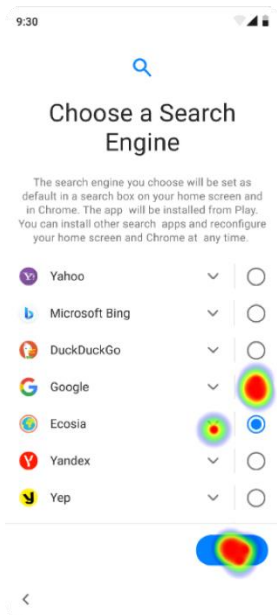 9:30
Choose a Search
Engine
The search engine you choose will be set as
default in a search box on your home screen and
in Chrome. The app will be installed from Play.
You can install other search apps and reconfigure
your home screen and Chrome at any time.
Yahoo
Microsoft Bing
DuckDuckGo
Google
Ecosia
Yandex
Yep